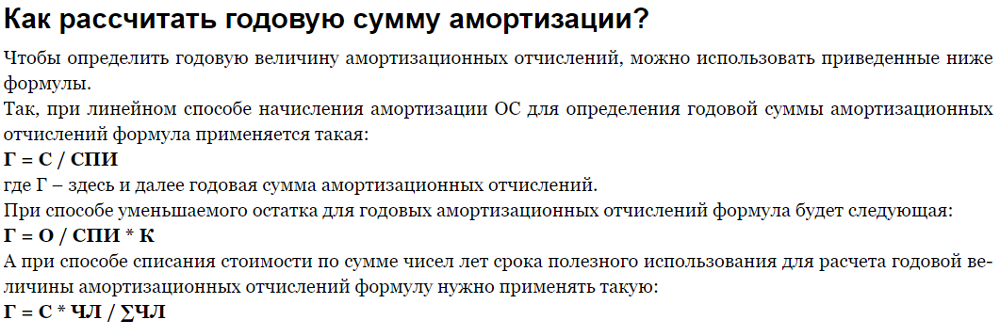 Как рассчитать годовую сумму амортизации?
Чтобы определить годовую величину амортизационных отчислений, можно использовать приведенные ниже
формулы.
Так, при линейном способе начисления амортизации ОС для определения годовой суммы амортизационных
отчислений формула применяется такая:
Г = С / СПИ
где Г – здесь и далее годовая сумма амортизационных отчислений.
При способе уменьшаемого остатка для годовых амортизационных отчислений формула будет следующая:
Г = О / СПИ * К
А при способе списания стоимости по сумме чисел лет срока полезного использования для расчета годовой ве-
личины амортизационных отчислений формулу нужно применять такую:
Г = С * ЧЛ / ∑ЧЛ